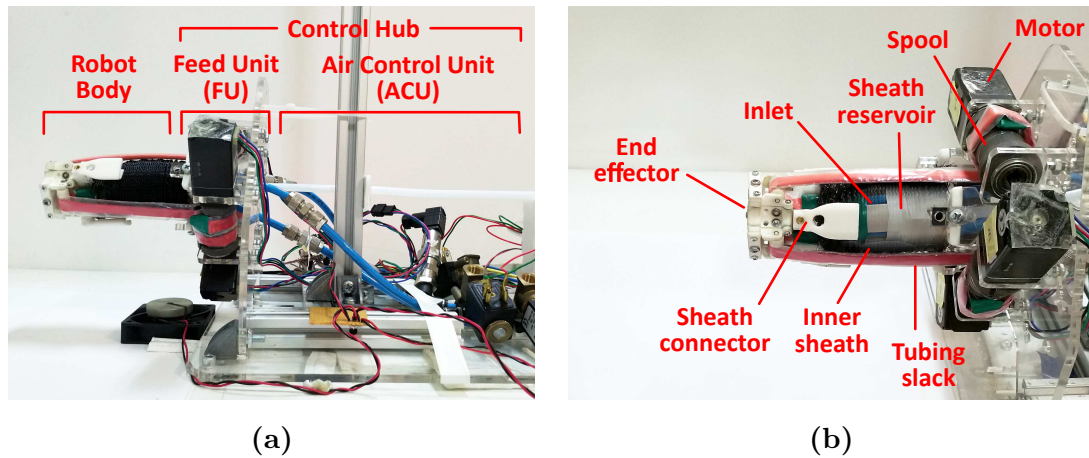 Control Hub
Robot
Body
Feed Unit
(FU)
Air Control Unit
(ACU)
(a)
Motor
Spool
Sheath
reservoir
Inlet
End
effector
Sheath
connector
Inner
sheath
Tubing
slack
(b)